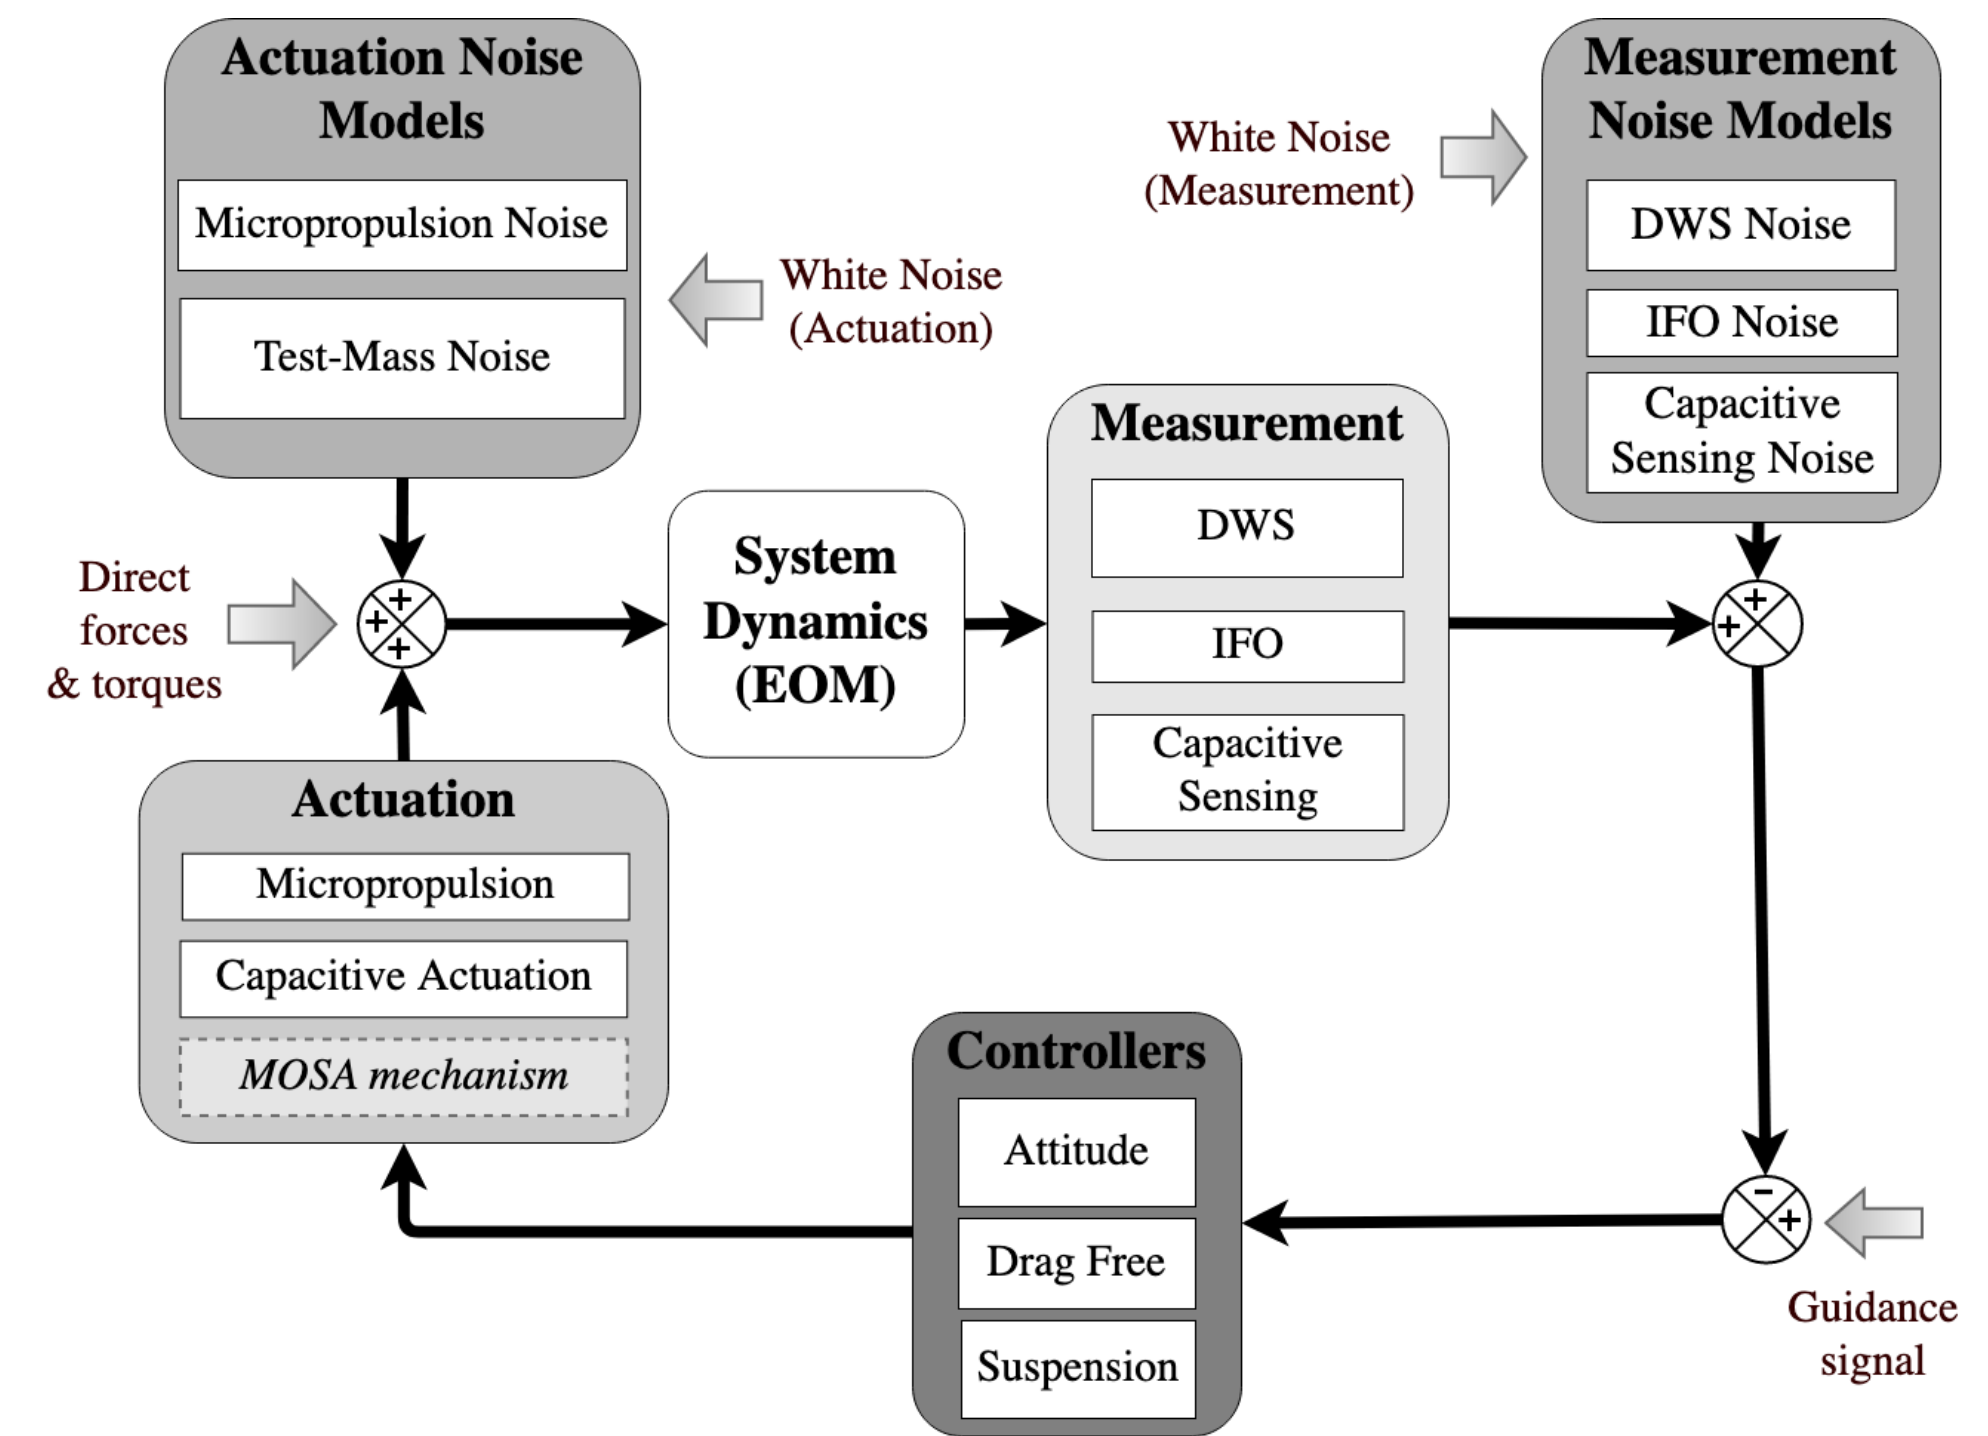 Actuation Noise
Models
Micropropulsion Noise
Test-Mass Noise
White Noise
(Actuation)
White Noise
(Measurement)
Measurement
Noise Models
DWS Noise
IFO Noise
Capacitive
Sensing Noise
Direct
forces
& torques
+
+
+
System
Dynamics
(EOM)
Measurement
DWS
IFO
Capacitive
Sensing
+
+
Actuation
Micropropulsion
Capacitive Actuation
MOSA mechanism
Controllers
Attitude
Drag Free
Suspension
-
+
Guidance
signal